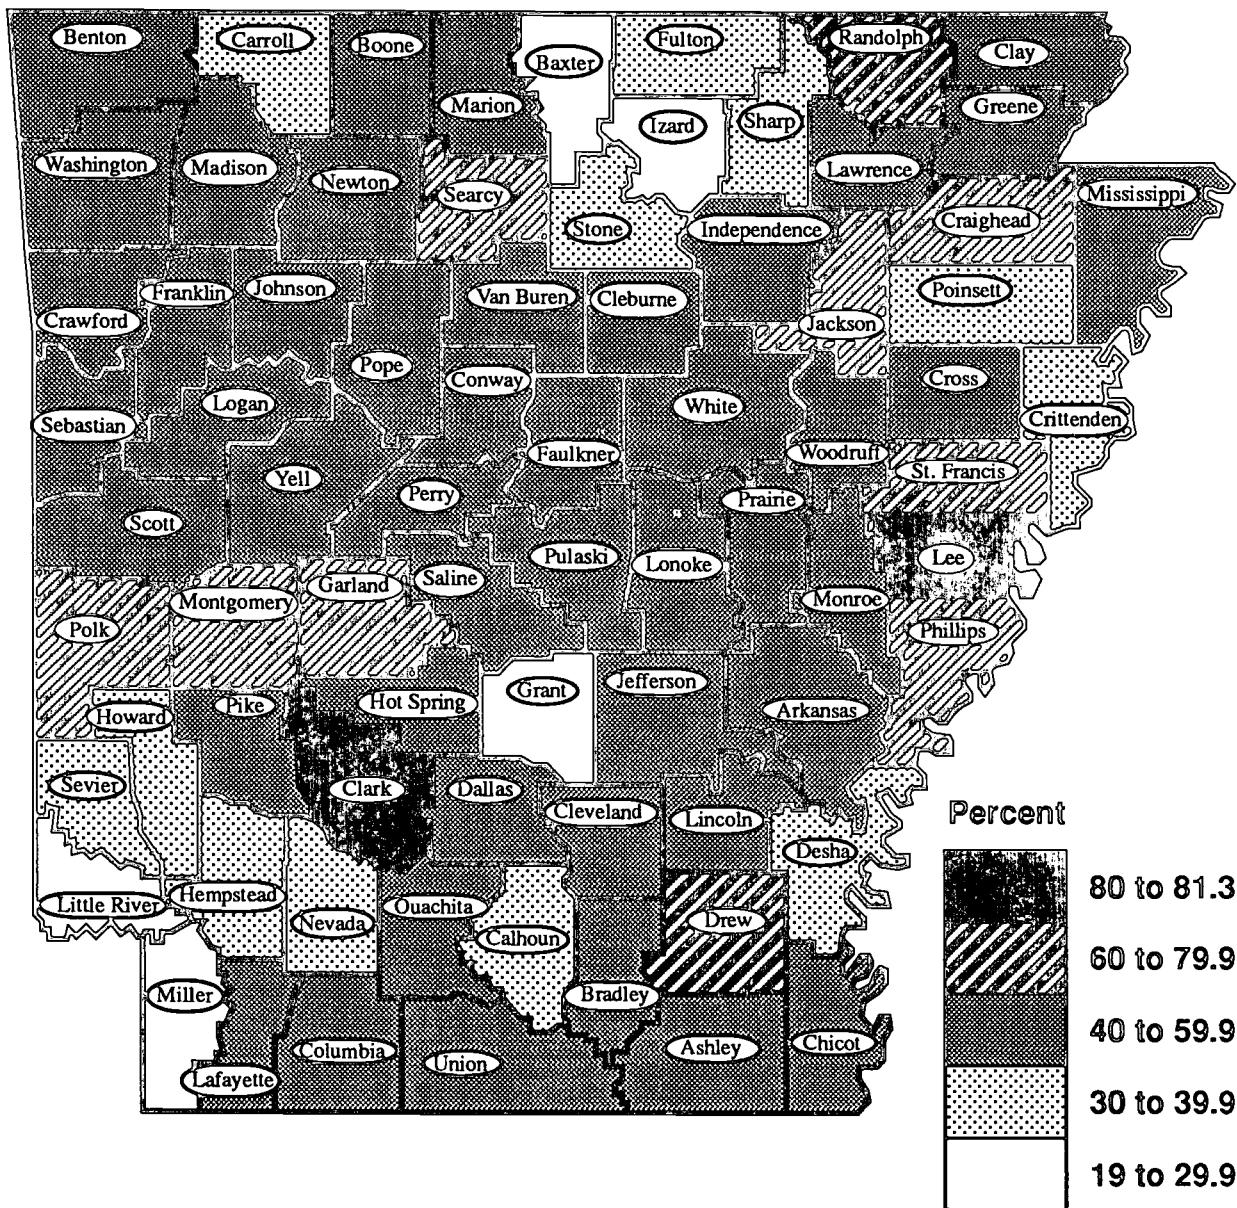 Benton
Carroll
Boone
Baxter
Fulton
Randolph
Clay
Marion
Izard
Sharp
Greene
Washington
Madison
Newton
Searcy
Lawrence
Mississippi
Stone
Independence
Craighead
Franklin
Johnson
Van Buren
Cleburne
Poinsett
Crawford
Jackson
Pope
Conway
Cross
Logan
White
Sebastian
Crittenden
Faulkner
Woodruff
St. Francis
Yell
Perry
Prairie
Scott
Pulaski
Lonoke
Lee
Garland
Saline
Montgomery
Monroe
Polk
Phillips
Grant
Jefferson
Howard
Pike
Hot Spring
Arkansas
Sevier
Clark
Dallas
Cleveland
Lincoln
Percent
Desha
80 to 81.3
Little River
Hempstead
Nevada
Ouachita
Drew
Calhoun
60 to 79.9
Miller
Bradley
40 to 59.9
Lafayette
Columbia
Union
Ashley
Chicot
30 to 39.9
19 to 29.9